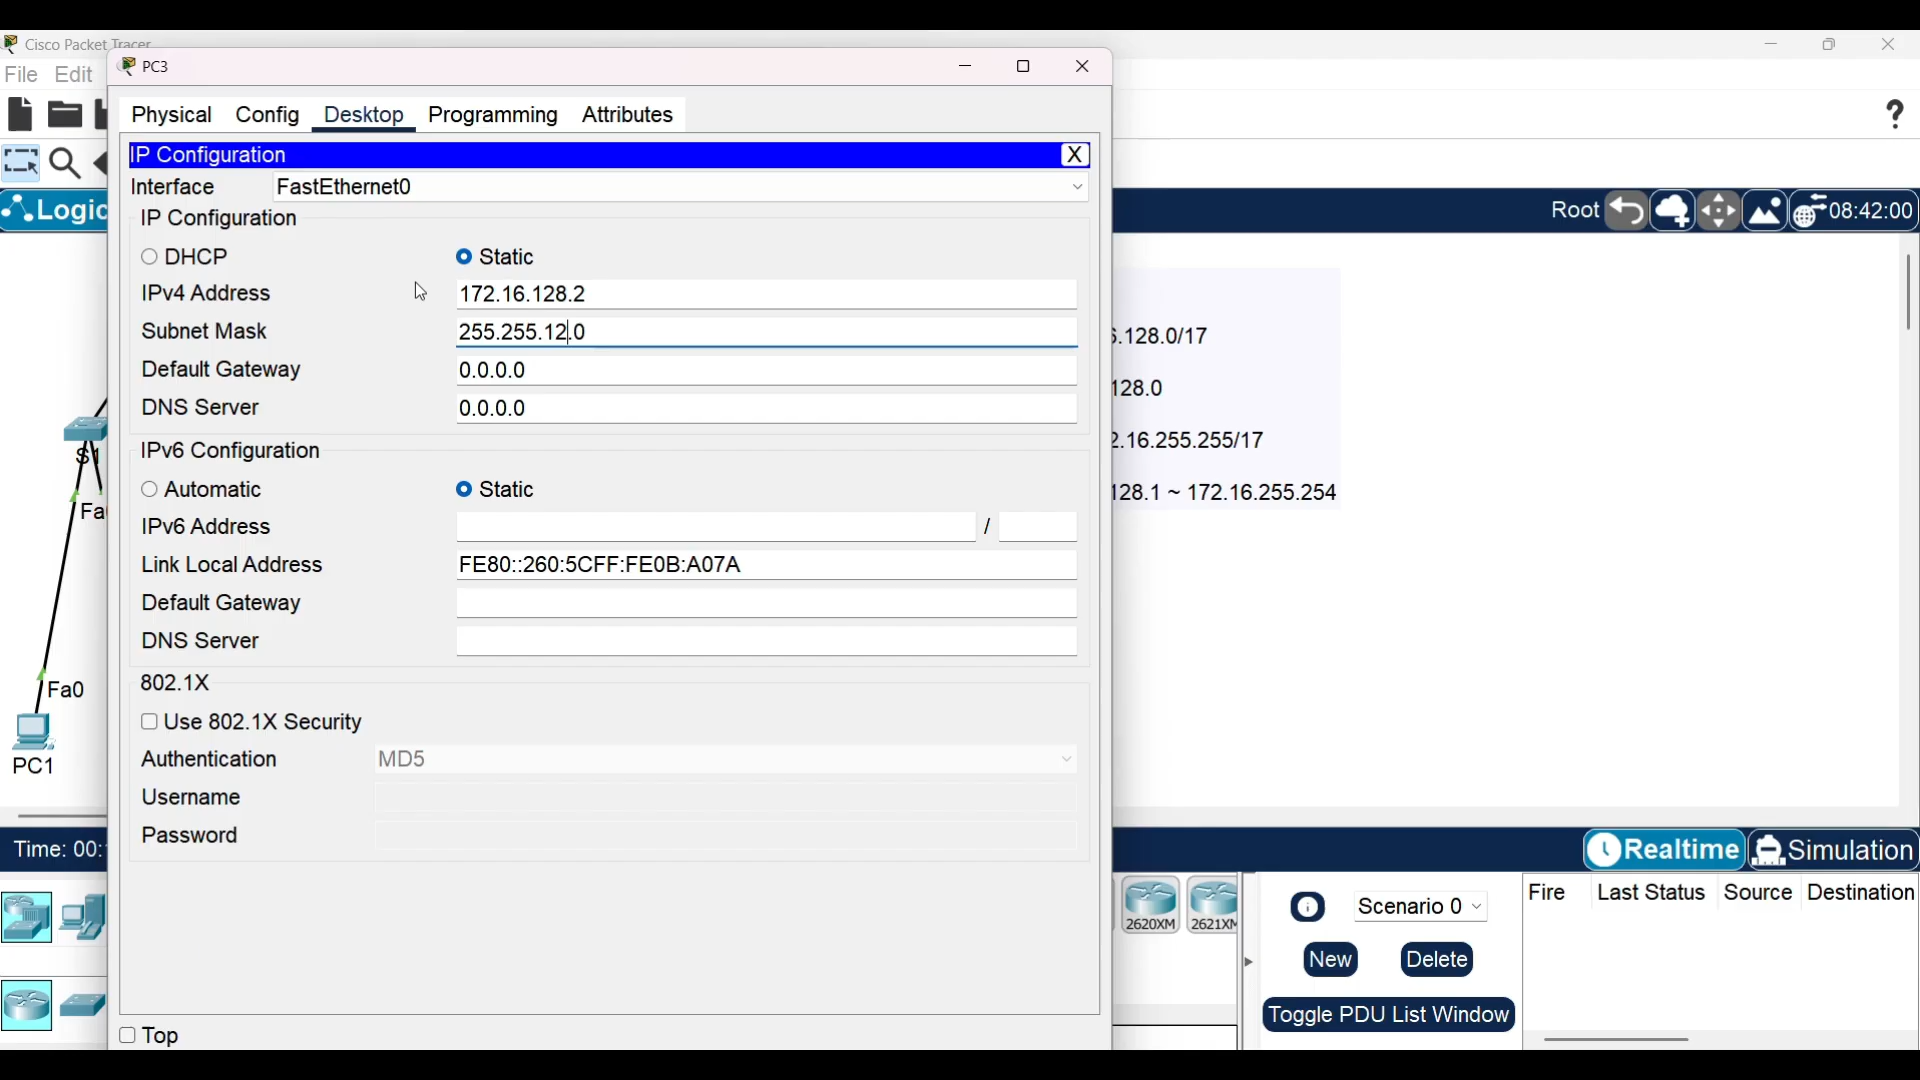 Cisco Packet Tracer
PC3
File Edit
Physical Config Desktop Programming Attributes
?
IP Configuration X
Interface FastEthernet0
Logic
Root 08:42:00
IP Configuration
DHCP Static
IPv4 Address 172.16.128.2
Subnet Mask 255.255.12.0
Default Gateway 0.0.0.0
DNS Server 0.0.0.0
.128.0/17
128.0
2.16.255.255/17
128.1 ~ 172.16.255.254
S1
Fa
IPv6 Configuration
Automatic Static
IPv6 Address /
Link Local Address FE80::260:5CFF:FE0B:A07A
Default Gateway
DNS Server
802.1X
Fa0
Use 802.1X Security
Authentication MD5
PC1
Username
Password
Time: 00:
Realtime Simulation
2620XM 2621XM
Scenario 0
Fire Last Status Source Destination
New Delete
Toggle PDU List Window
Top